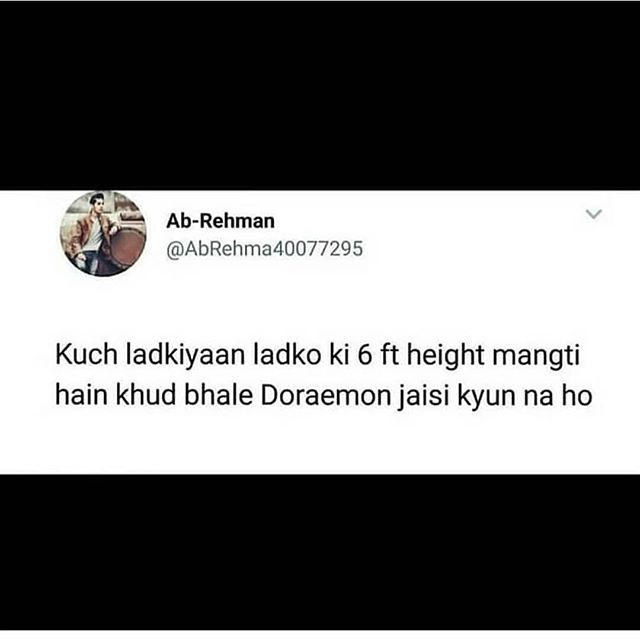 Ab-Rehman
@AbRehma40077295
Kuch ladkiyaan ladko ki 6 ft height mangti
hain khud bhale Doraemon jaisi kyun na ho